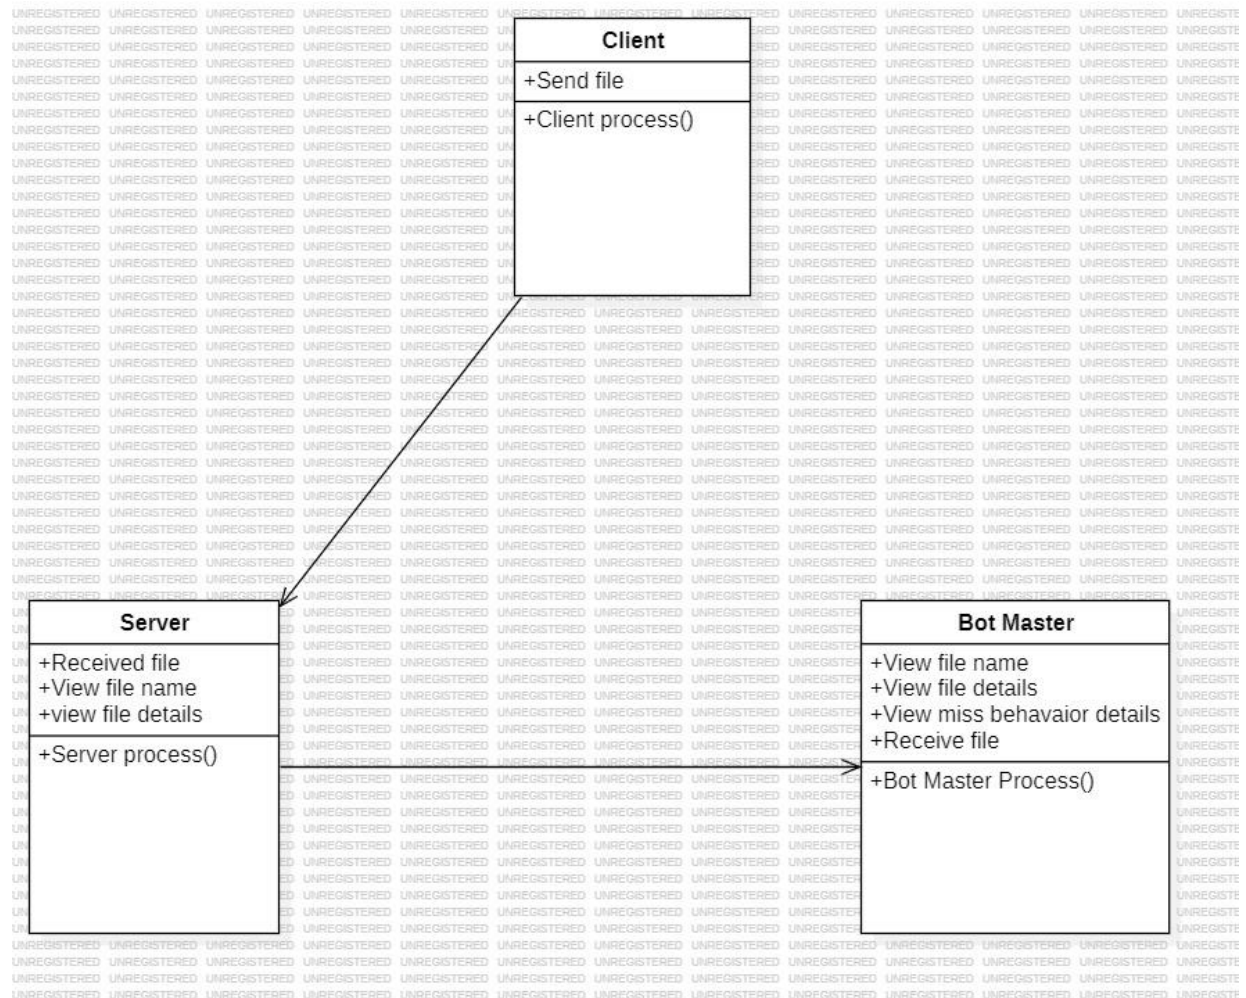 Client
+Send file
+Client process()
Server
+Received file
+View file name
+view file details
+Server process()
Bot Master
+View file name
+View file details
+View miss behavaior details
+Receive file
+Bot Master Process()
UNREGISTERED